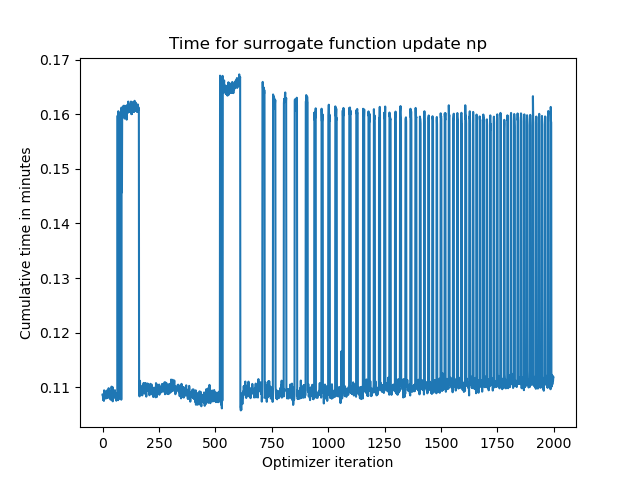 Time for surrogate function update np
0.17
0.16
0.15
0.14
0.13
0.12
0.11
Cumulative time in minutes
0 250 500 750 1000 1250 1500 1750 2000
Optimizer iteration